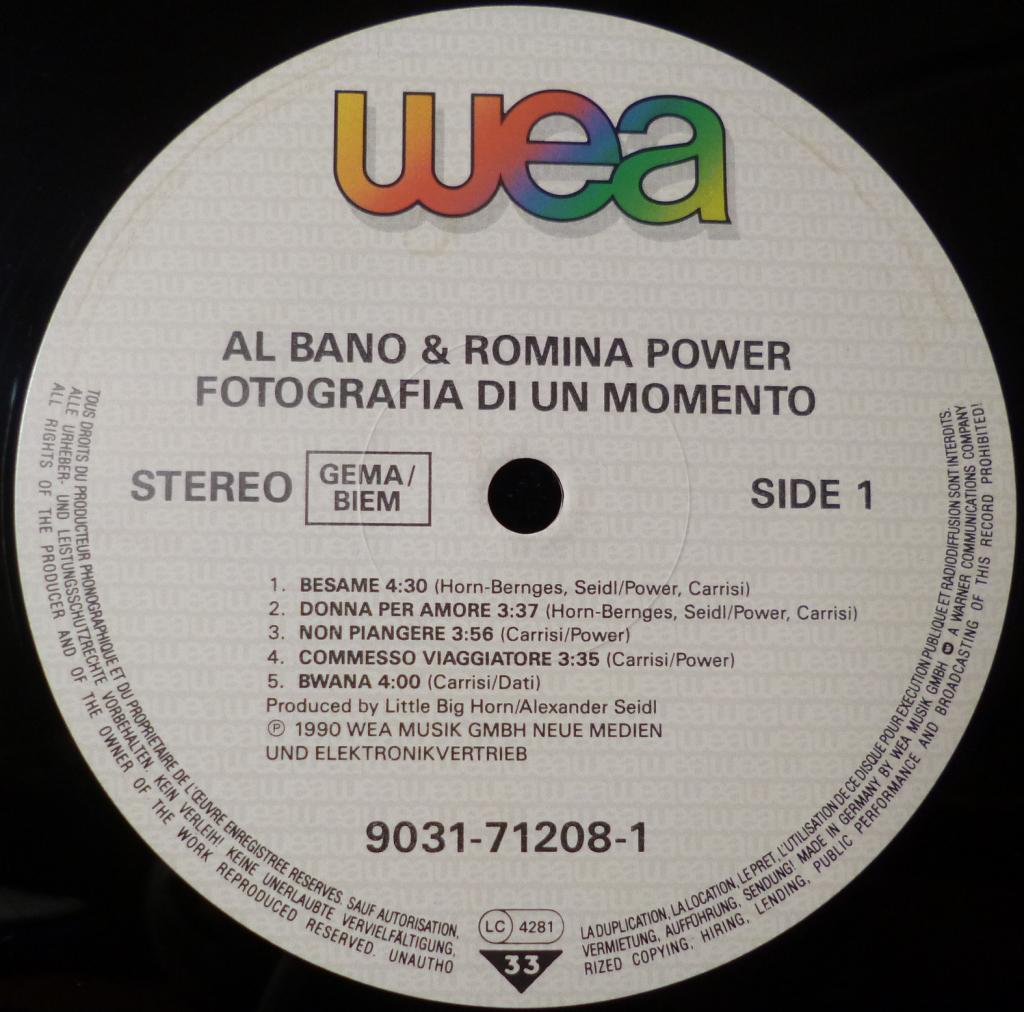 wea
AL BANO & ROMINA POWER
FOTOGRAFIA DI UN MOMENTO
STEREO
GEMA/
BIEM
SIDE 1
1. BESAME 4:30 (Horn-Bernges, Seidl/Power, Carrisi)
2. DONNA PER AMORE 3:37 (Horn-Bernges, Seidl/Power, Carrisi)
3. NON PIANGERE 3:56 (Carrisi/Power)
4. COMMESSO VIAGGIATORE 3:35 (Carrisi/Power)
5. BWANA 4:00 (Carrisi/Dati)
Produced by Little Big Horn/Alexander Seidl
℗ 1990 WEA MUSIK GMBH NEUE MEDIEN
UND ELEKTRONIKVERTRIEB
9031-71208-1
LC 4281
33
TOUS DROITS DU PRODUCTEUR PHONOGRAPHIQUE ET DU PROPRIETAIRE DE L'ŒUVRE ENREGISTREE RESERVES. SAUF AUTORISATION, LA DUPLICATION, LA LOCATION, LE PRET, L'UTILISATION DE CE DISQUE POUR EXECUTION PUBLIQUE ET RADIODIFFUSION SONT INTERDITS.
ALLE URHEBER- UND LEISTUNGSSCHUTZRECHTE VORBEHALTEN. KEIN VERLEIH! KEINE UNERLAUBTE VERVIELFÄLTIGUNG, VERMIETUNG, AUFFÜHRUNG, SENDUNG! MADE IN GERMANY BY WEA MUSIK GMBH A WARNER COMMUNICATIONS COMPANY
ALL RIGHTS OF THE PRODUCER AND OF THE OWNER OF THE WORK REPRODUCED RESERVED. UNAUTHORIZED COPYING, HIRING, LENDING, PUBLIC PERFORMANCE AND BROADCASTING OF THIS RECORD PROHIBITED!